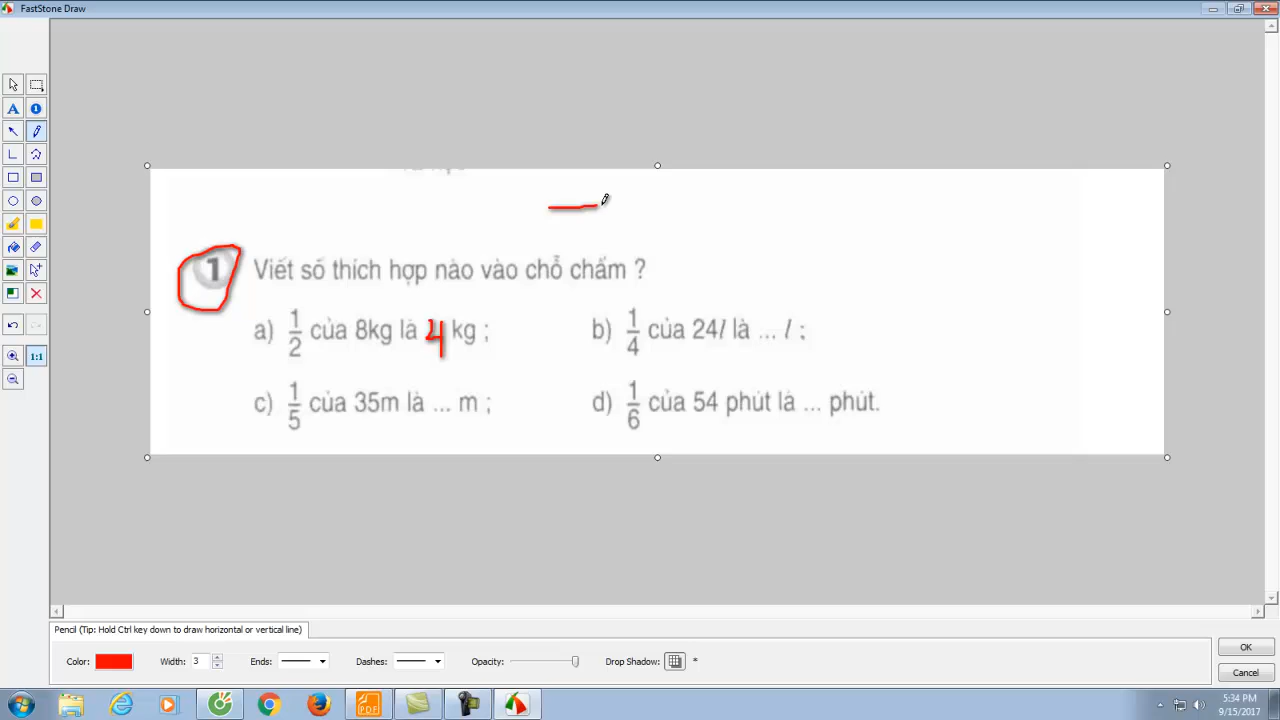 FastStone Draw
1 Viết số thích hợp nào vào chỗ chấm ?
a) 1/2 của 8kg là 4 kg ; b) 1/4 của 24l là ... l ;
c) 1/5 của 35m là ... m ; d) 1/6 của 54 phút là ... phút.
Pencil (Tip: Hold Ctrl key down to draw horizontal or vertical line)
Color: Width: 3 Ends: Dashes: Opacity: Drop Shadow: *
OK
Cancel
1:1
PDF
5:34 PM
9/15/2017